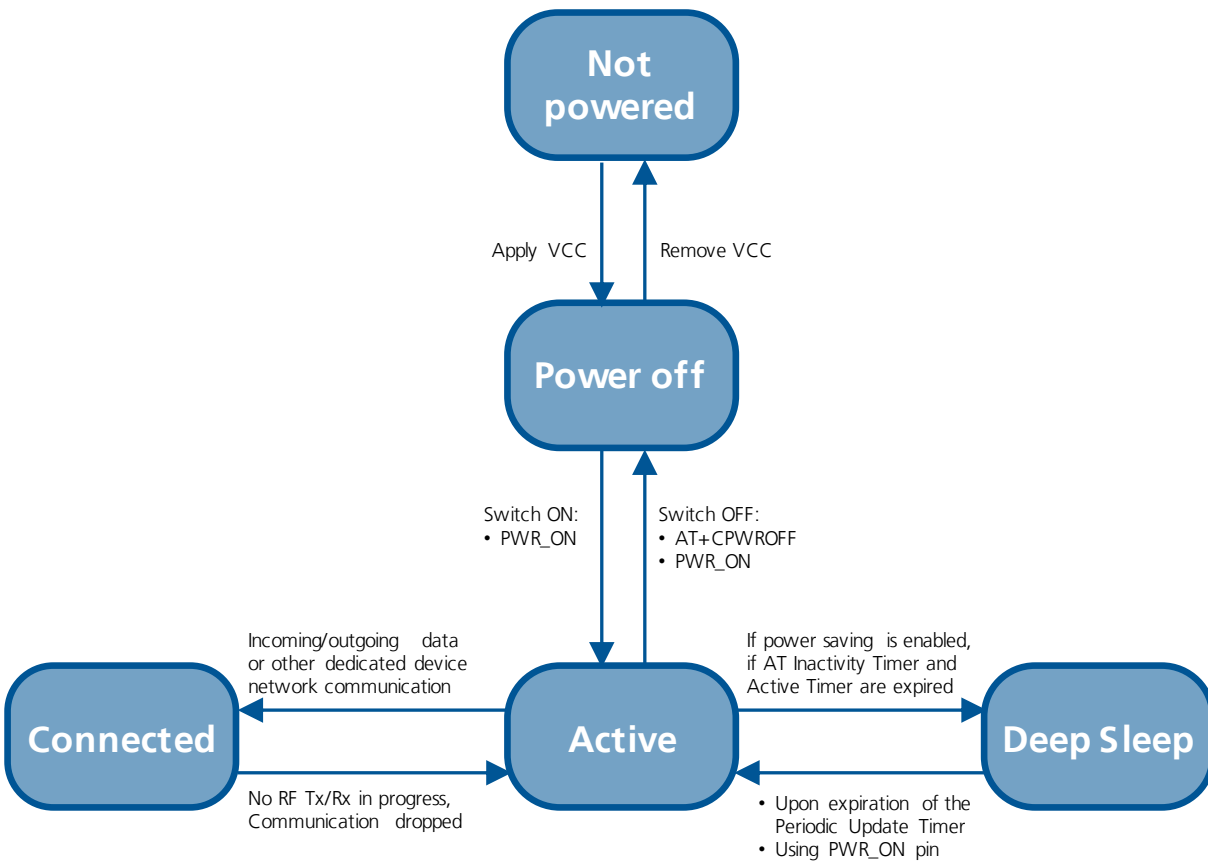 Not
powered
Apply VCC
Remove VCC
Power off
Switch ON:
• PWR_ON
Switch OFF:
• AT+CPWROFF
• PWR_ON
Incoming/outgoing data
or other dedicated device
network communication
If power saving is enabled,
if AT Inactivity Timer and
Active Timer are expired
Connected
Active
Deep Sleep
No RF Tx/Rx in progress,
Communication dropped
• Upon expiration of the
Periodic Update Timer
• Using PWR_ON pin